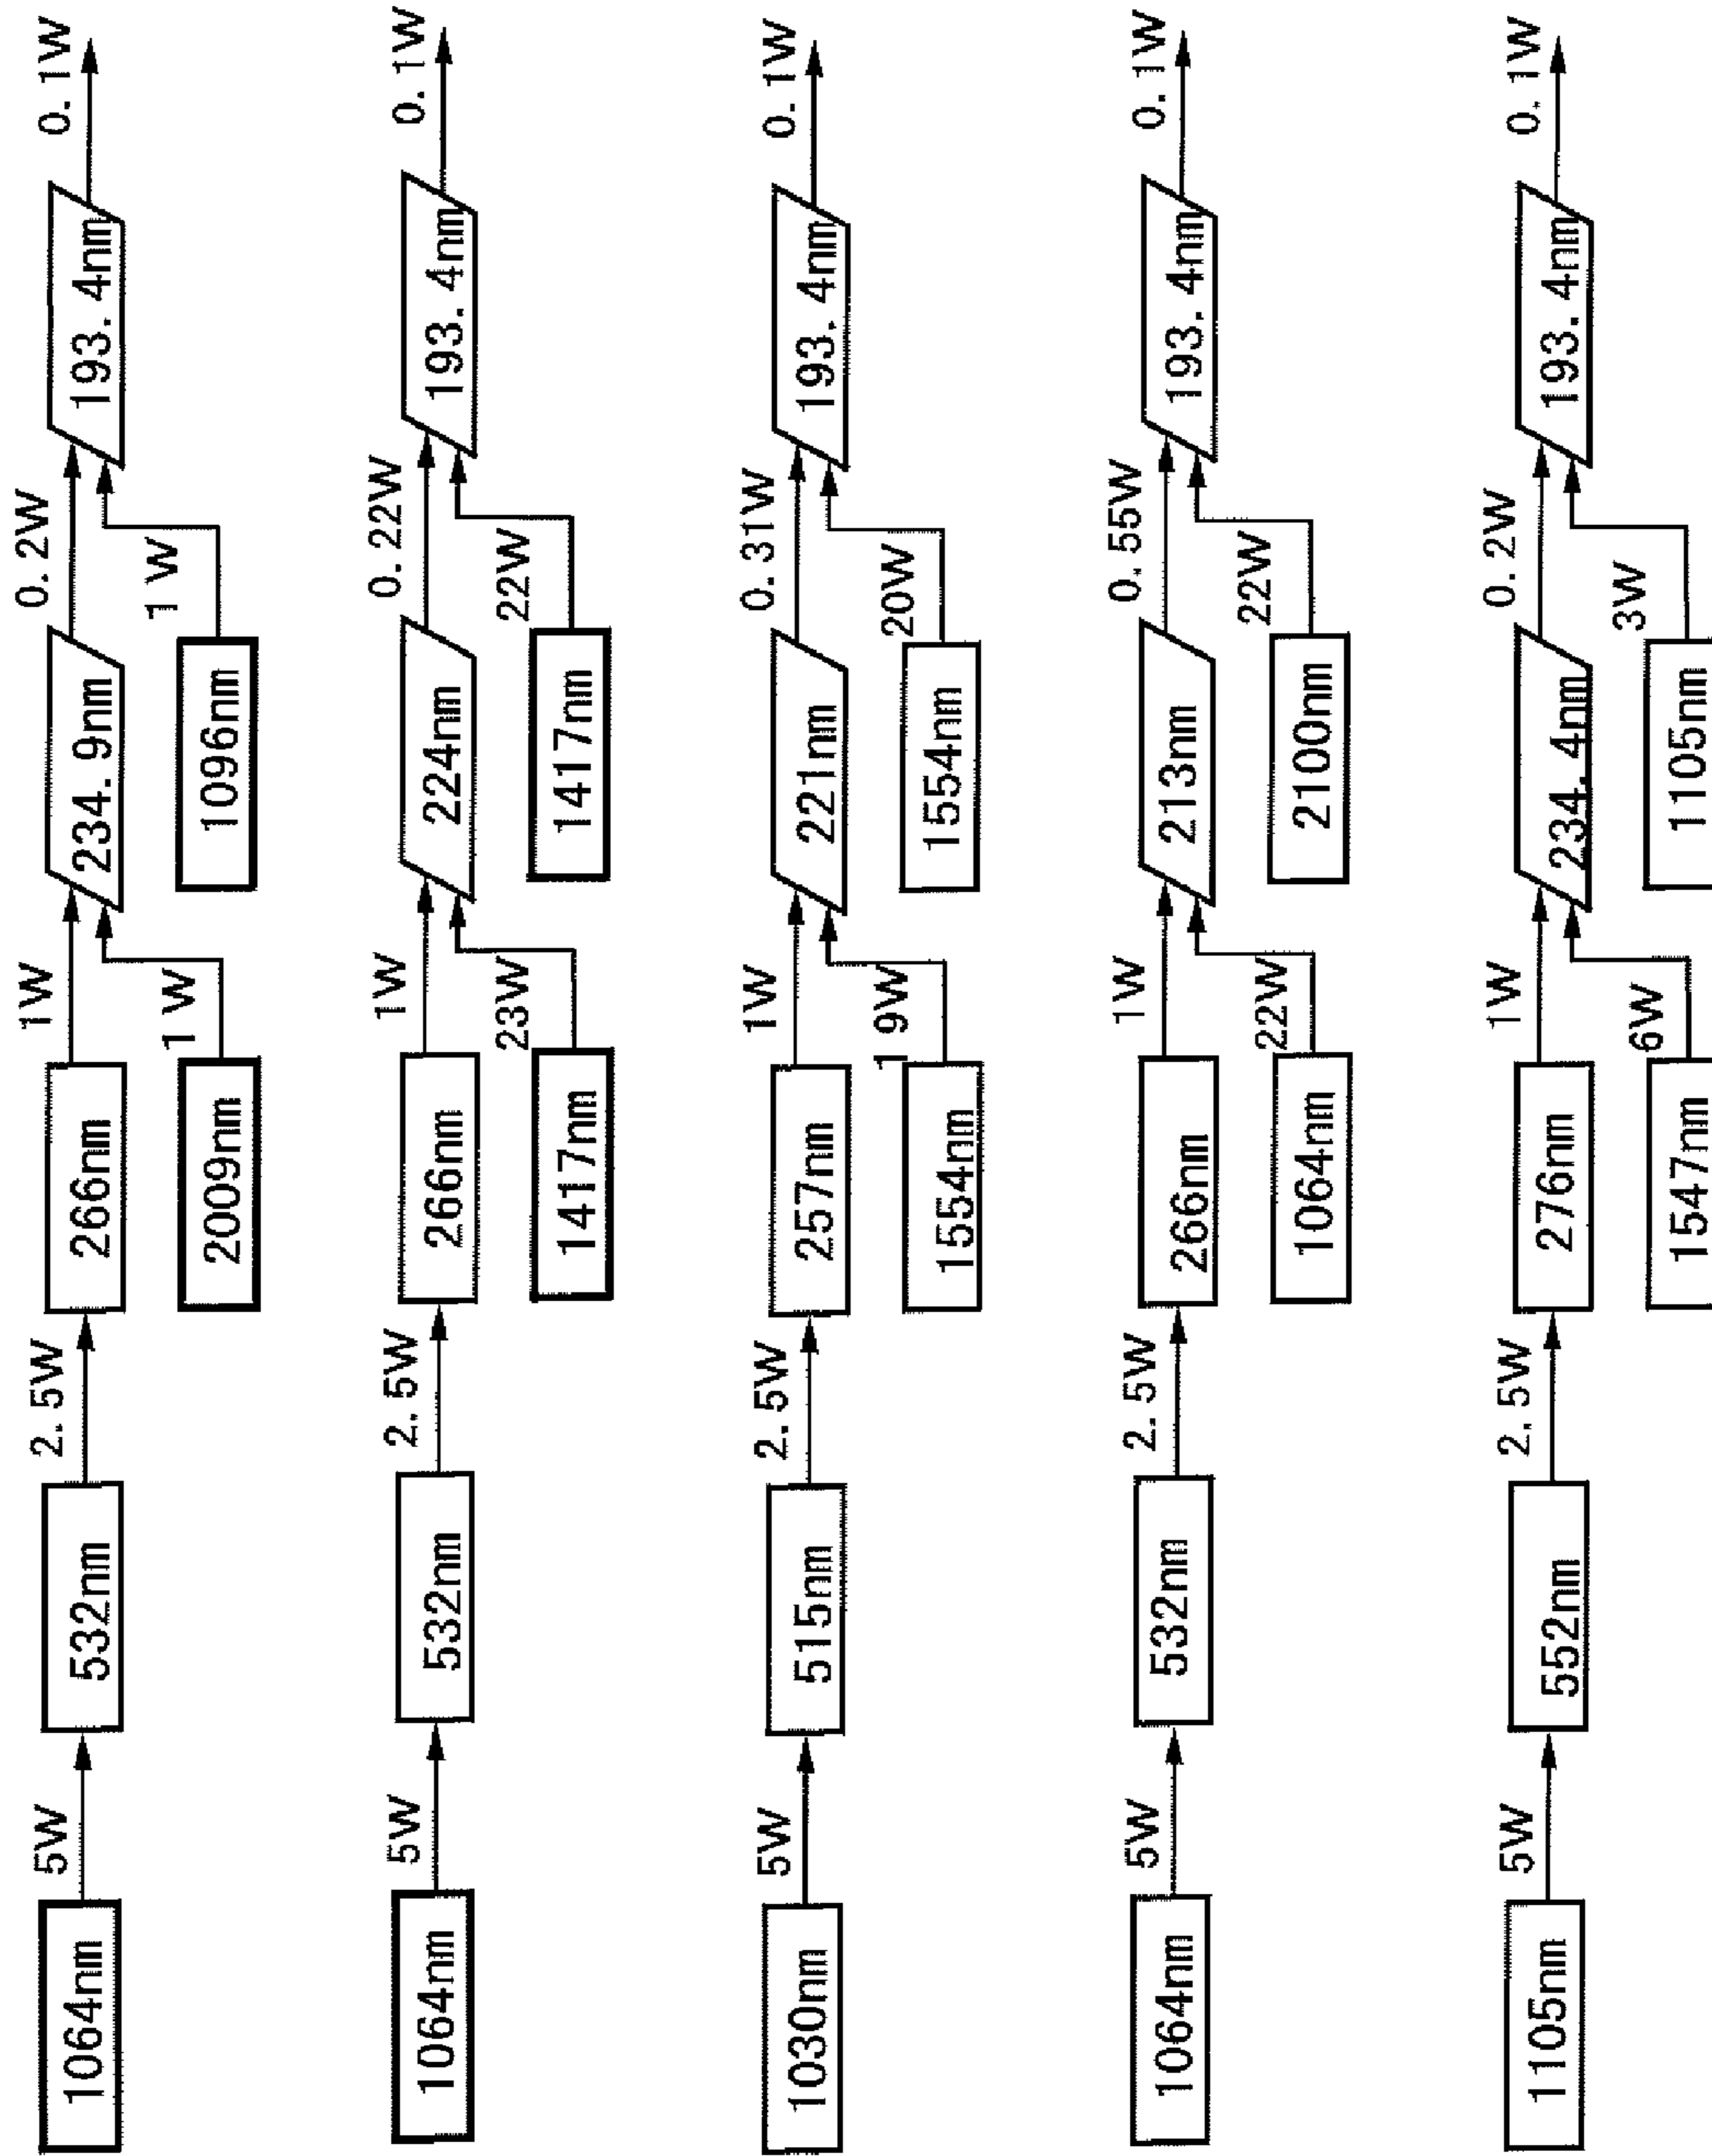 1064nm
5W
532nm
2. 5W
266nm
1W
2009nm
1 W
234. 9nm
0. 2W
1096nm
1 W
193. 4nm
0. 1W
1064nm
5W
532nm
2. 5W
266nm
1W
1417nm
23W
224nm
0. 22W
1417nm
22W
193. 4nm
0. 1W
1030nm
5W
515nm
2. 5W
257nm
1W
1554nm
1 9W
221nm
0. 31W
1554nm
20W
193. 4nm
0. 1W
1064nm
5W
532nm
2. 5W
266nm
1W
1064nm
22W
213nm
0. 55W
2100nm
22W
193. 4nm
0. 1W
1105nm
5W
552nm
2. 5W
276nm
1W
1547nm
6W
234. 4nm
0. 2W
1105nm
3W
193. 4nm
0. 1W